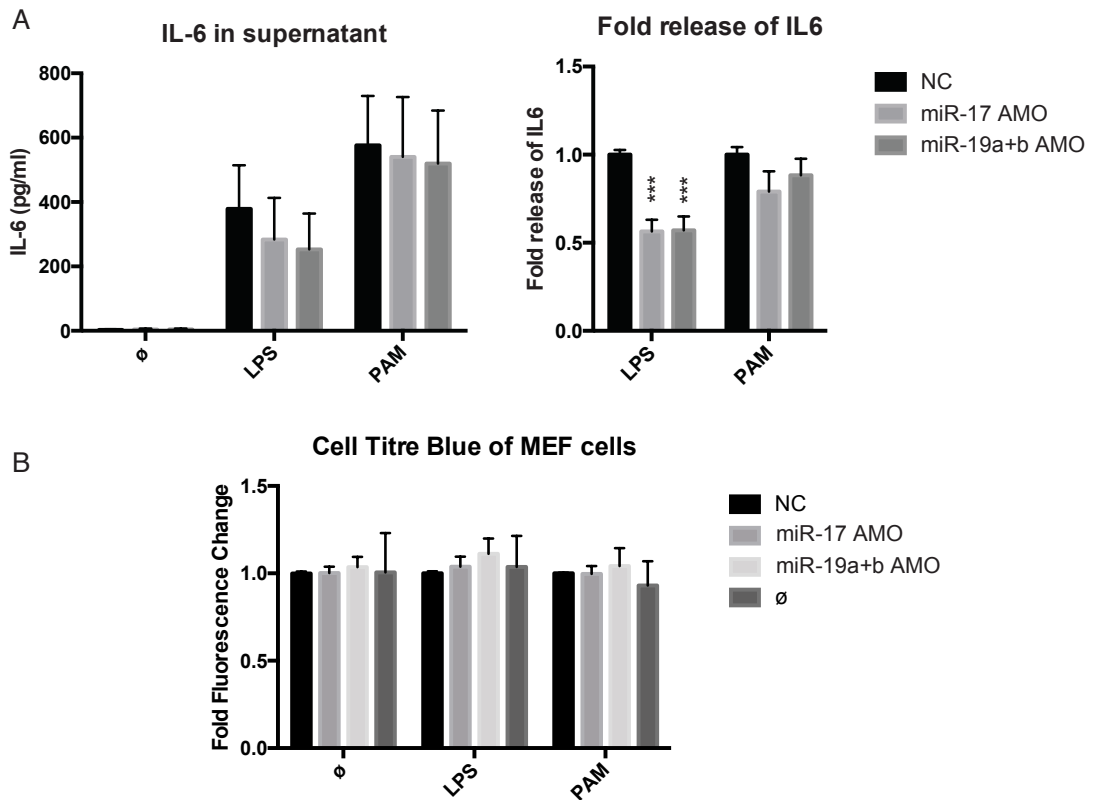 A
IL-6 in supernatant
IL-6 (pg/ml)
800
600
400
200
0
ø
LPS
PAM
Fold release of IL6
Fold release of IL6
1.5
1.0
0.5
0.0
***
***
LPS
PAM
NC
miR-17 AMO
miR-19a+b AMO
B
Cell Titre Blue of MEF cells
Fold Fluorescence Change
1.5
1.0
0.5
0.0
ø
LPS
PAM
NC
miR-17 AMO
miR-19a+b AMO
ø